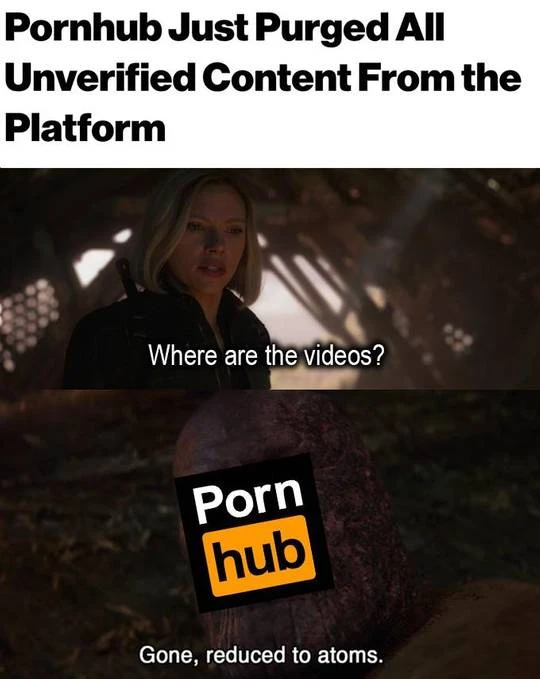 Pornhub Just Purged All
Unverified Content From the
Platform
Where are the videos?
Porn
hub
Gone, reduced to atoms.